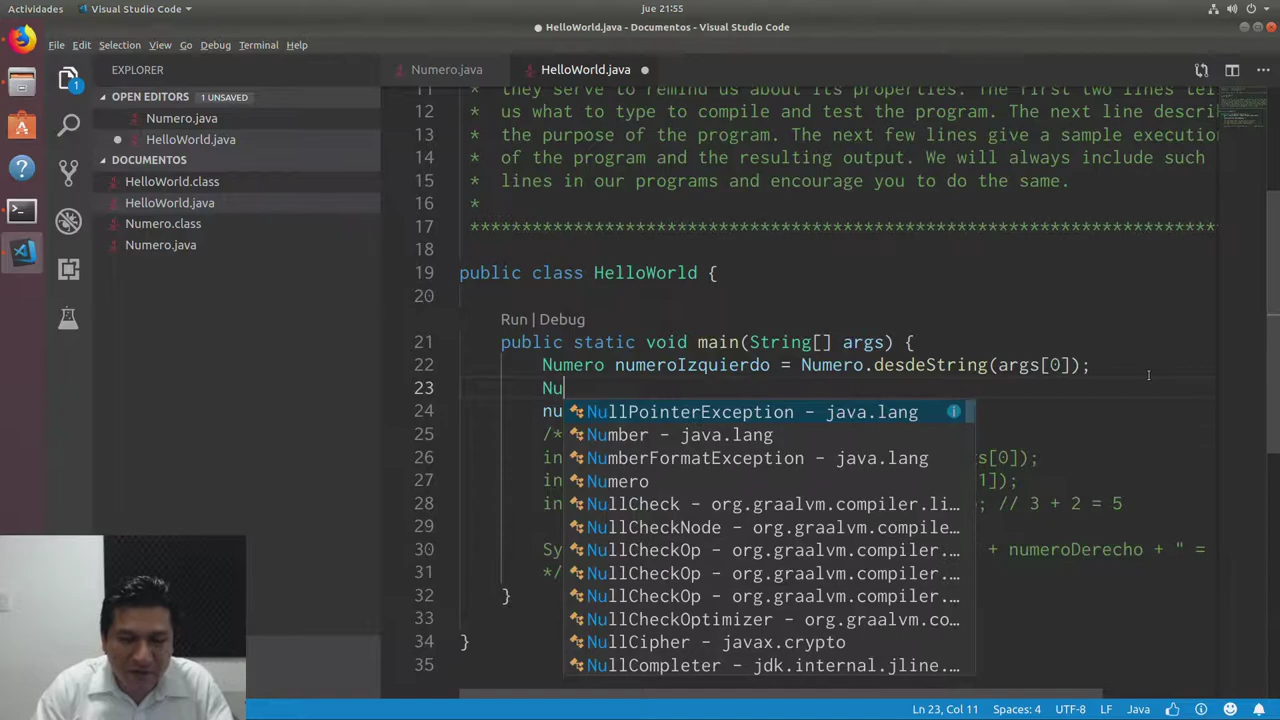 Actividades
Visual Studio Code
jue 21:55
HelloWorld.java - Documentos - Visual Studio Code
File Edit Selection View Go Debug Terminal Help
EXPLORER
OPEN EDITORS 1 UNSAVED
Numero.java
HelloWorld.java
DOCUMENTOS
HelloWorld.class
HelloWorld.java
Numero.class
Numero.java
1
Numero.java
HelloWorld.java
11 * they serve to remind us about its properties. The first two lines tel
12 * us what to type to compile and test the program. The next line descri
13 * the purpose of the program. The next few lines give a sample execution
14 * of the program and the resulting output. We will always include such
15 * lines in our programs and encourage you to do the same.
16 *
17 *************************************************************************
18
19 public class HelloWorld {
20
Run | Debug
21 public static void main(String[] args) {
22 Numero numeroIzquierdo = Numero.desdeString(args[0]);
23 Nu
24 nu
25 /*
26 in gs[0]);
27 in 1]);
28 in ; // 3 + 2 = 5
29
30 Sy + numeroDerecho + " =
31 */
32 }
33
34 }
35
NullPointerException - java.lang
Number - java.lang
NumberFormatException - java.lang
Numero
NullCheck - org.graalvm.compiler.li...
NullCheckNode - org.graalvm.compile...
NullCheckOp - org.graalvm.compiler....
NullCheckOp - org.graalvm.compiler....
NullCheckOp - org.graalvm.compiler....
NullCheckOptimizer - org.graalvm.co...
NullCipher - javax.crypto
NullCompleter - jdk.internal.jline....
Ln 23, Col 11 Spaces: 4 UTF-8 LF Java